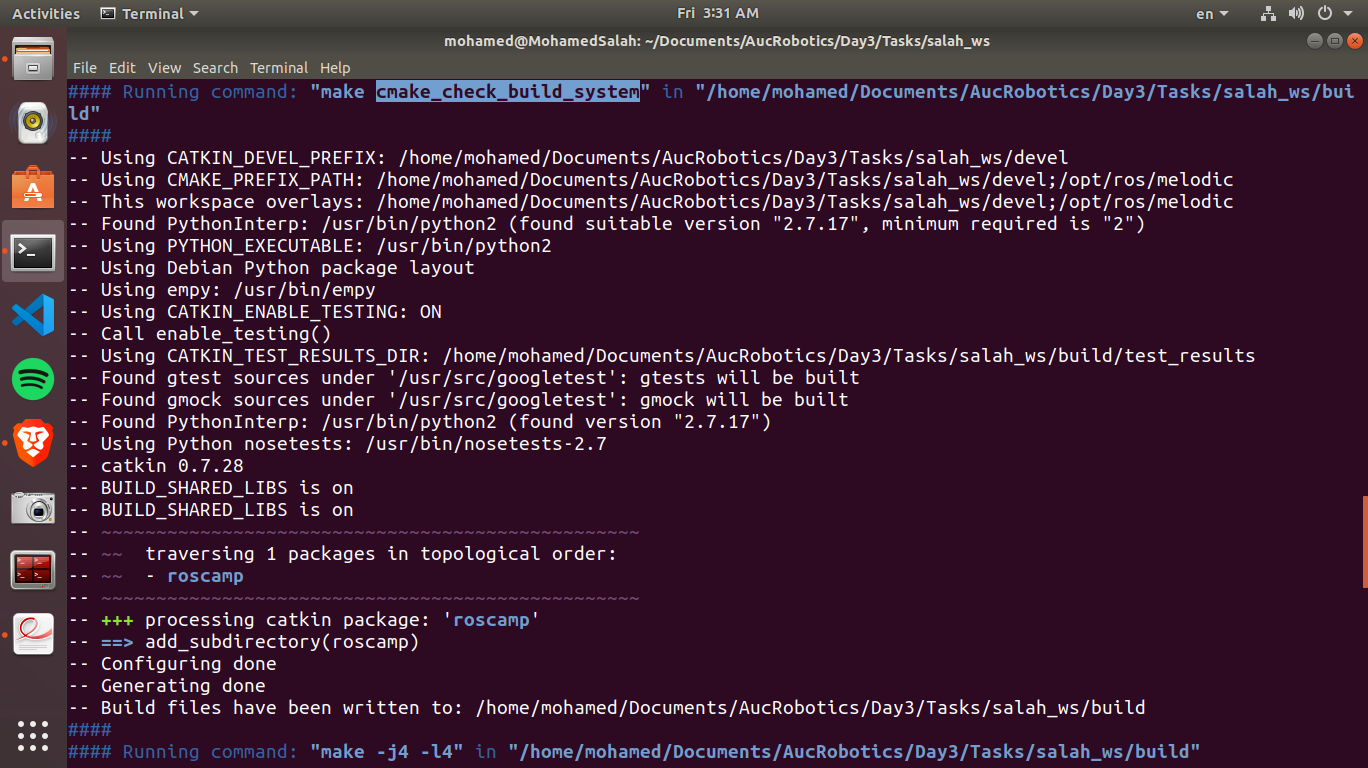 Activities Terminal Fri 3:31 AM en
mohamed@MohamedSalah: ~/Documents/AucRobotics/Day3/Tasks/salah_ws
File Edit View Search Terminal Help
#### Running command: "make cmake_check_build_system" in "/home/mohamed/Documents/AucRobotics/Day3/Tasks/salah_ws/bui
ld"
####
-- Using CATKIN_DEVEL_PREFIX: /home/mohamed/Documents/AucRobotics/Day3/Tasks/salah_ws/devel
-- Using CMAKE_PREFIX_PATH: /home/mohamed/Documents/AucRobotics/Day3/Tasks/salah_ws/devel;/opt/ros/melodic
-- This workspace overlays: /home/mohamed/Documents/AucRobotics/Day3/Tasks/salah_ws/devel;/opt/ros/melodic
-- Found PythonInterp: /usr/bin/python2 (found suitable version "2.7.17", minimum required is "2")
-- Using PYTHON_EXECUTABLE: /usr/bin/python2
-- Using Debian Python package layout
-- Using empy: /usr/bin/empy
-- Using CATKIN_ENABLE_TESTING: ON
-- Call enable_testing()
-- Using CATKIN_TEST_RESULTS_DIR: /home/mohamed/Documents/AucRobotics/Day3/Tasks/salah_ws/build/test_results
-- Found gtest sources under '/usr/src/googletest': gtests will be built
-- Found gmock sources under '/usr/src/googletest': gmock will be built
-- Found PythonInterp: /usr/bin/python2 (found version "2.7.17")
-- Using Python nosetests: /usr/bin/nosetests-2.7
-- catkin 0.7.28
-- BUILD_SHARED_LIBS is on
-- BUILD_SHARED_LIBS is on
-- ~~~~~~~~~~~~~~~~~~~~~~~~~~~~~~~~~~~~~~~~~~~~~~~~~
-- ~~  traversing 1 packages in topological order:
-- ~~  - roscamp
-- ~~~~~~~~~~~~~~~~~~~~~~~~~~~~~~~~~~~~~~~~~~~~~~~~~
-- +++ processing catkin package: 'roscamp'
-- ==> add_subdirectory(roscamp)
-- Configuring done
-- Generating done
-- Build files have been written to: /home/mohamed/Documents/AucRobotics/Day3/Tasks/salah_ws/build
####
#### Running command: "make -j4 -l4" in "/home/mohamed/Documents/AucRobotics/Day3/Tasks/salah_ws/build"